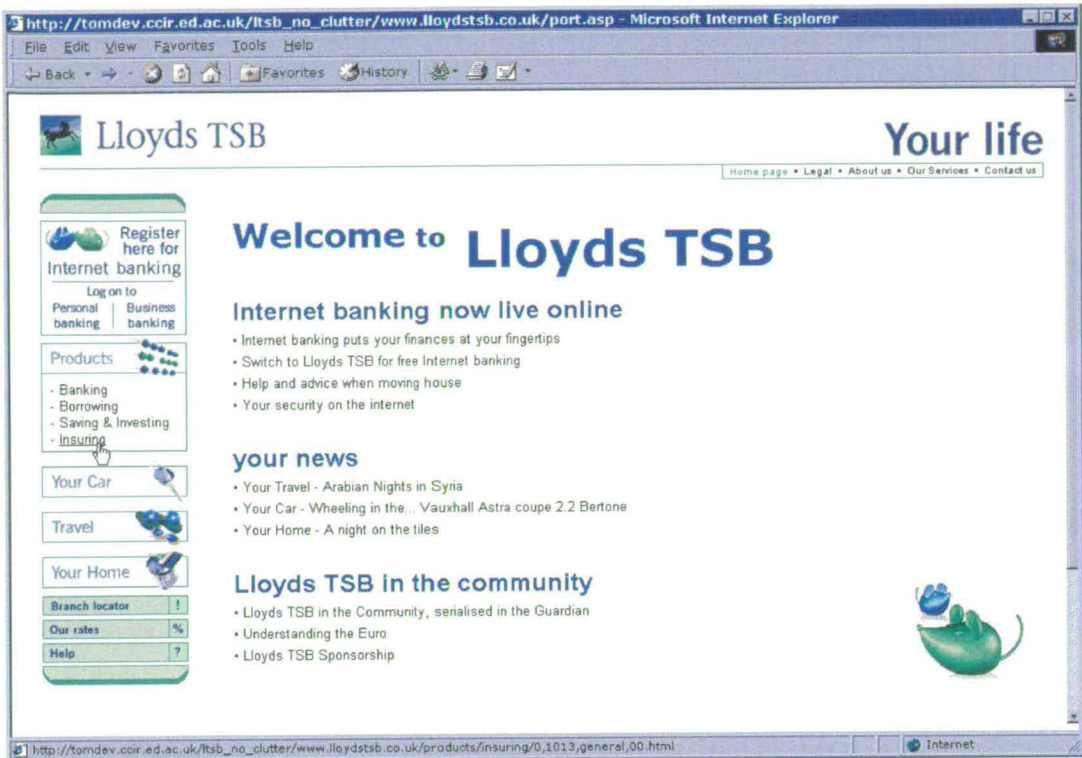 http://tomdev.ccir.ed.ac.uk/ltsb_no_clutter/www.lloydstsb.co.uk/port.asp - Microsoft Internet Explorer
File Edit View Favorites Tools Help
Back Favorites History
Lloyds TSB
Your life
Home page • Legal • About us • Our Services • Contact us
Register
here for
Internet banking
Log on to
Personal banking
Business banking
Products
- Banking
- Borrowing
- Saving & Investing
- Insuring
Your Car
Travel
Your Home
Branch locator !
Our rates %
Help ?
Welcome to Lloyds TSB
Internet banking now live online
• Internet banking puts your finances at your fingertips
• Switch to Lloyds TSB for free Internet banking
• Help and advice when moving house
• Your security on the internet
your news
• Your Travel - Arabian Nights in Syria
• Your Car - Wheeling in the... Vauxhall Astra coupe 2.2 Bertone
• Your Home - A night on the tiles
Lloyds TSB in the community
• Lloyds TSB in the Community, serialised in the Guardian
• Understanding the Euro
• Lloyds TSB Sponsorship
http://tomdev.ccir.ed.ac.uk/ltsb_no_clutter/www.lloydstsb.co.uk/products/insuring/0,1013,general,00.html
Internet